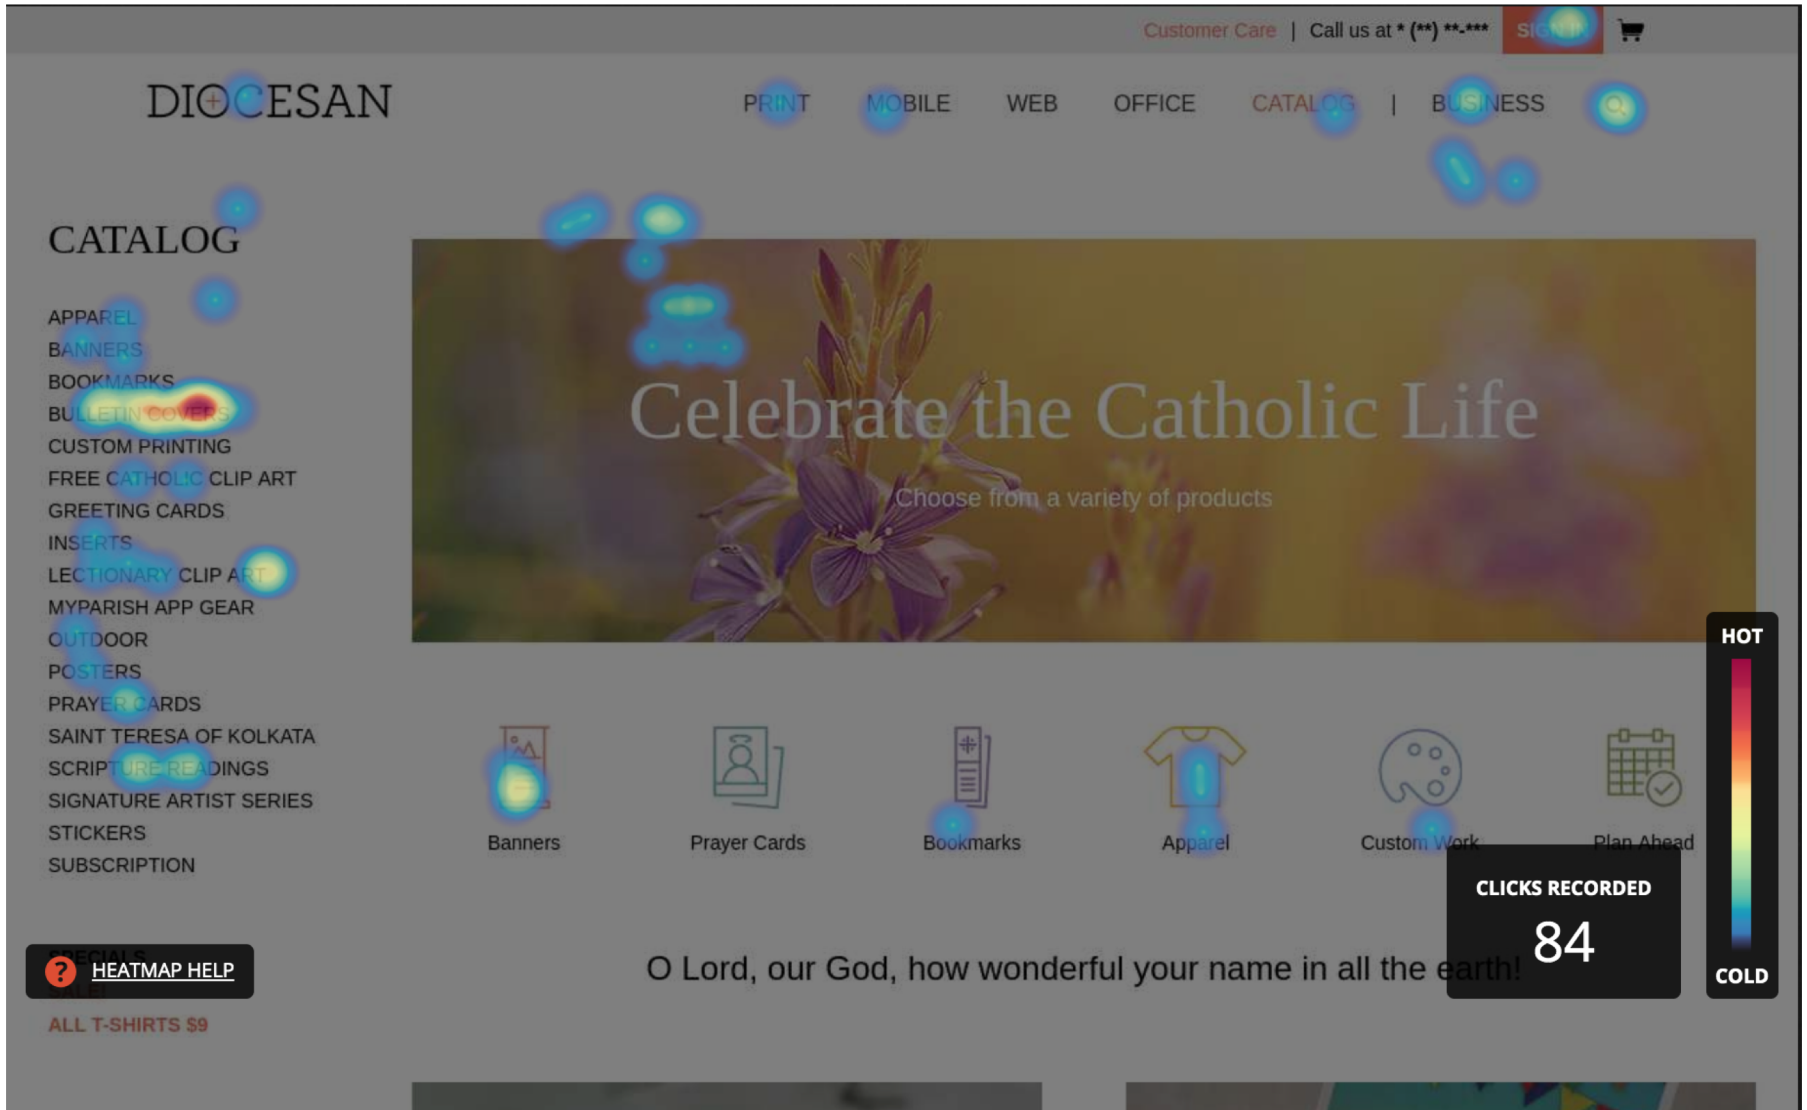 Customer Care | Call us at * (**) **-*** SIGN IN
DIOCESAN
PRINT MOBILE WEB OFFICE CATALOG | BUSINESS
CATALOG
APPAREL
BANNERS
BOOKMARKS
BULLETIN COVERS
CUSTOM PRINTING
FREE CATHOLIC CLIP ART
GREETING CARDS
INSERTS
LECTIONARY CLIP ART
MYPARISH APP GEAR
OUTDOOR
POSTERS
PRAYER CARDS
SAINT TERESA OF KOLKATA
SCRIPTURE READINGS
SIGNATURE ARTIST SERIES
STICKERS
SUBSCRIPTION
SPECIALS
SALE!
ALL T-SHIRTS $9
? HEATMAP HELP
Celebrate the Catholic Life
Choose from a variety of products
Banners Prayer Cards Bookmarks Apparel Custom Work Plan Ahead
O Lord, our God, how wonderful your name in all the earth!
CLICKS RECORDED
84
HOT
COLD